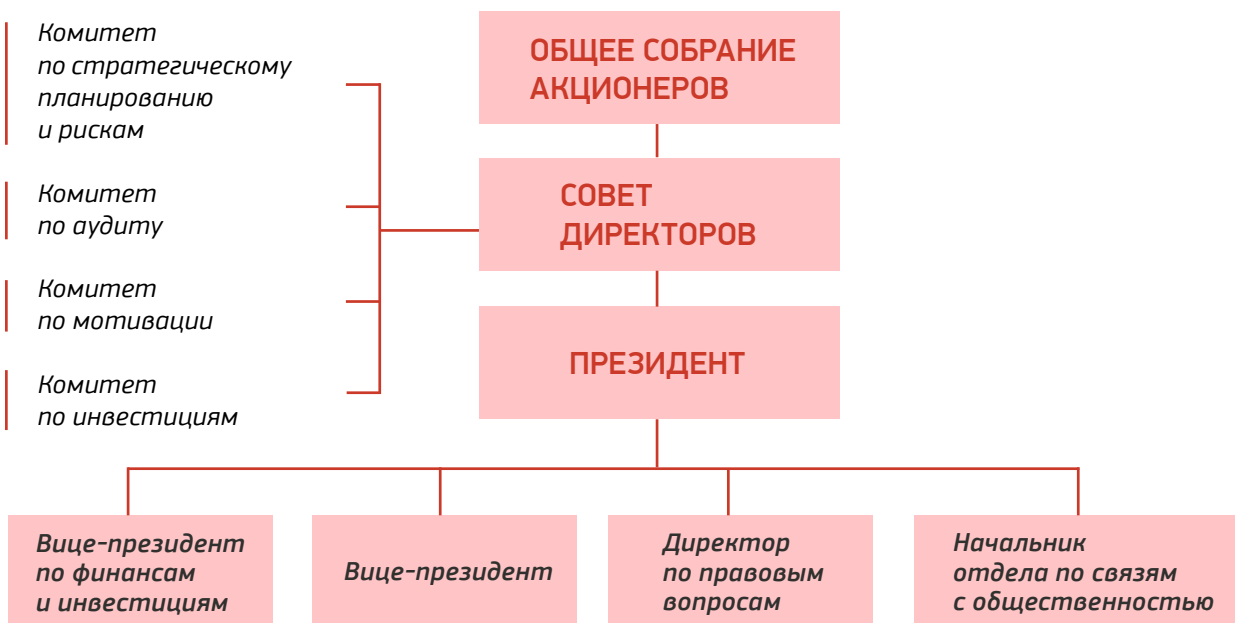 Комитет
по стратегическому
планированию
и рискам
Комитет
по аудиту
Комитет
по мотивации
Комитет
по инвестициям
ОБЩЕЕ СОБРАНИЕ
АКЦИОНЕРОВ
СОВЕТ
ДИРЕКТОРОВ
ПРЕЗИДЕНТ
Вице-президент
по финансам
и инвестициям
Вице-президент
Директор
по правовым
вопросам
Начальник
отдела по связям
с общественностью